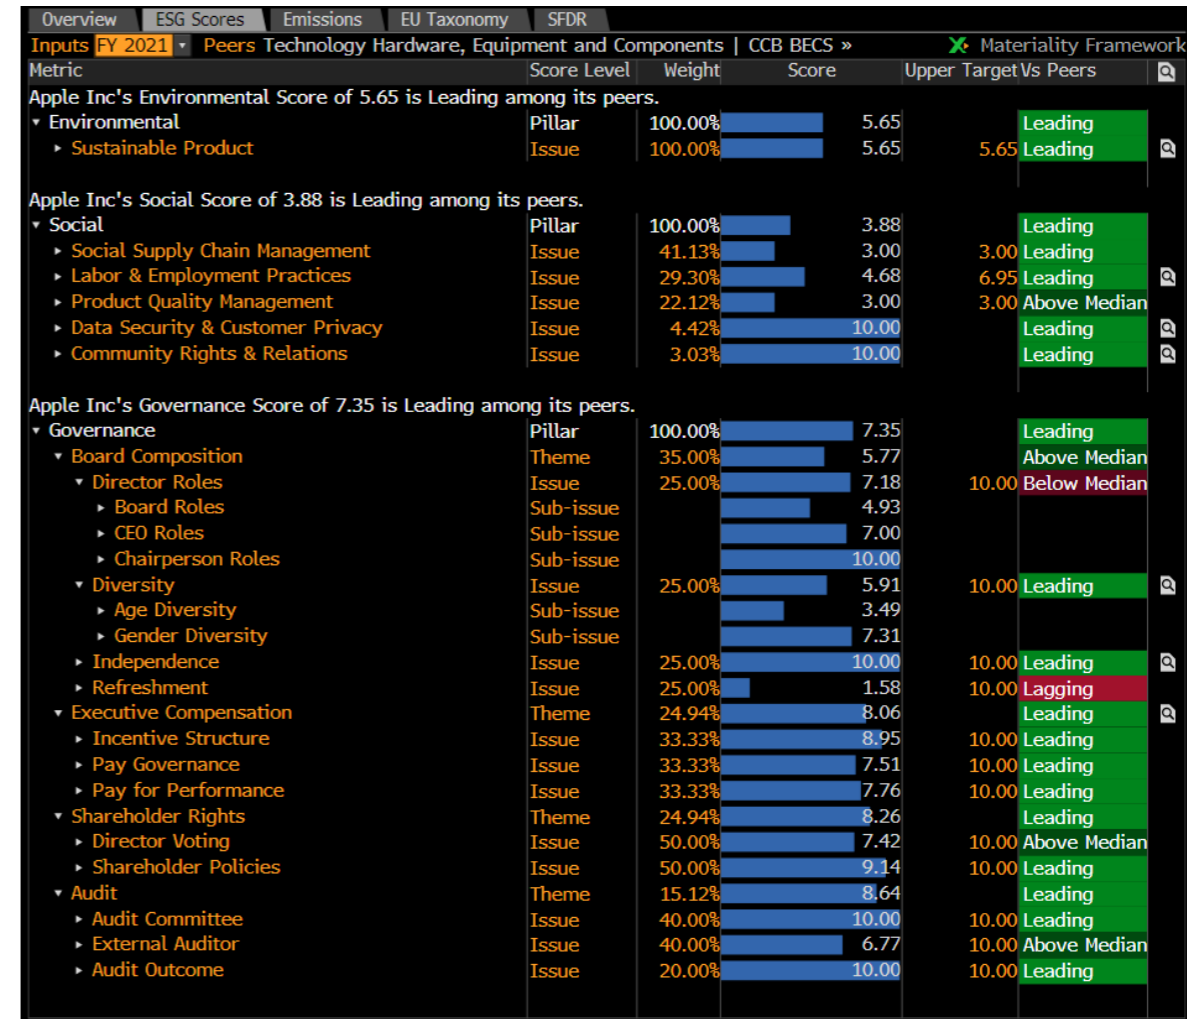 Overview ESG Scores Emissions EU Taxonomy SFDR
Inputs FY 2021 Peers Technology Hardware, Equipment and Components | CCB BECS » Materiality Framework
Metric Score Level Weight Score Upper Target Vs Peers
Apple Inc's Environmental Score of 5.65 is Leading among its peers.
Environmental Pillar 100.00% 5.65 Leading
Sustainable Product Issue 100.00% 5.65 5.65 Leading
Apple Inc's Social Score of 3.88 is Leading among its peers.
Social Pillar 100.00% 3.88 Leading
Social Supply Chain Management Issue 41.13% 3.00 3.00 Leading
Labor & Employment Practices Issue 29.30% 4.68 6.95 Leading
Product Quality Management Issue 22.12% 3.00 3.00 Above Median
Data Security & Customer Privacy Issue 4.42% 10.00 Leading
Community Rights & Relations Issue 3.03% 10.00 Leading
Apple Inc's Governance Score of 7.35 is Leading among its peers.
Governance Pillar 100.00% 7.35 Leading
Board Composition Theme 35.00% 5.77 Above Median
Director Roles Issue 25.00% 7.18 10.00 Below Median
Board Roles Sub-issue 4.93
CEO Roles Sub-issue 7.00
Chairperson Roles Sub-issue 10.00
Diversity Issue 25.00% 5.91 10.00 Leading
Age Diversity Sub-issue 3.49
Gender Diversity Sub-issue 7.31
Independence Issue 25.00% 10.00 10.00 Leading
Refreshment Issue 25.00% 1.58 10.00 Lagging
Executive Compensation Theme 24.94% 8.06 Leading
Incentive Structure Issue 33.33% 8.95 10.00 Leading
Pay Governance Issue 33.33% 7.51 10.00 Leading
Pay for Performance Issue 33.33% 7.76 10.00 Leading
Shareholder Rights Theme 24.94% 8.26 Leading
Director Voting Issue 50.00% 7.42 10.00 Above Median
Shareholder Policies Issue 50.00% 9.14 10.00 Leading
Audit Theme 15.12% 8.64 Leading
Audit Committee Issue 40.00% 10.00 10.00 Leading
External Auditor Issue 40.00% 6.77 10.00 Above Median
Audit Outcome Issue 20.00% 10.00 10.00 Leading